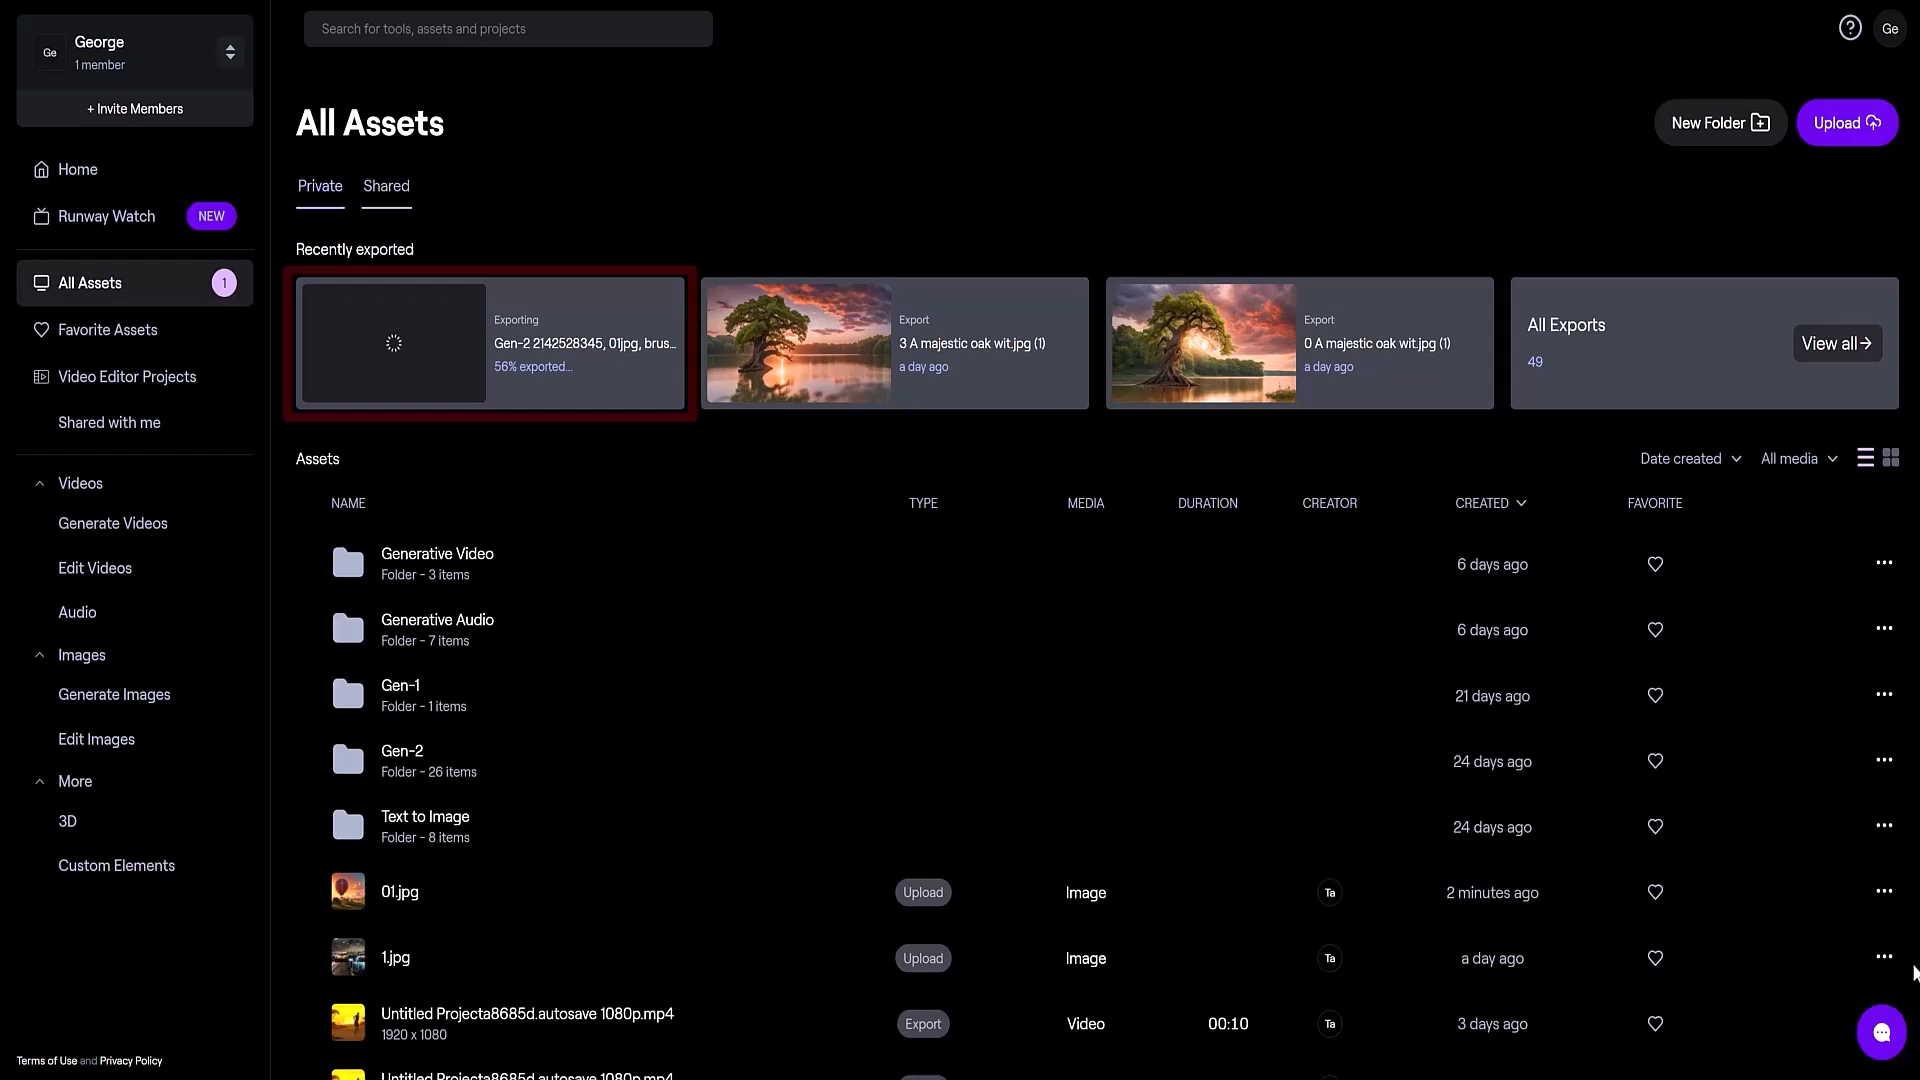 Ge
George
1 member
+ Invite Members
Home
Runway Watch
NEW
All Assets
1
Favorite Assets
Video Editor Projects
Shared with me
Videos
Generate Videos
Edit Videos
Audio
Images
Generate Images
Edit Images
More
3D
Custom Elements
Terms of Use and Privacy Policy
Search for tools, assets and projects
Ge
All Assets
New Folder
Upload
Private
Shared
Recently exported
Exporting
Gen-2 2142528345, 01jpg, brus...
56% exported...
Export
3 A majestic oak wit.jpg (1)
a day ago
Export
0 A majestic oak wit.jpg (1)
a day ago
All Exports
49
View all
Assets
Date created
All media
NAME TYPE MEDIA DURATION CREATOR CREATED FAVORITE
Generative Video
Folder - 3 items
6 days ago
Generative Audio
Folder - 7 items
6 days ago
Gen-1
Folder - 1 items
21 days ago
Gen-2
Folder - 26 items
24 days ago
Text to Image
Folder - 8 items
24 days ago
01.jpg Upload Image Ta 2 minutes ago
1.jpg Upload Image Ta a day ago
Untitled Projecta8685d.autosave 1080p.mp4
1920 x 1080
Export Video 00:10 Ta 3 days ago
Untitled Projecta8685d.autosave 1080p.mp4